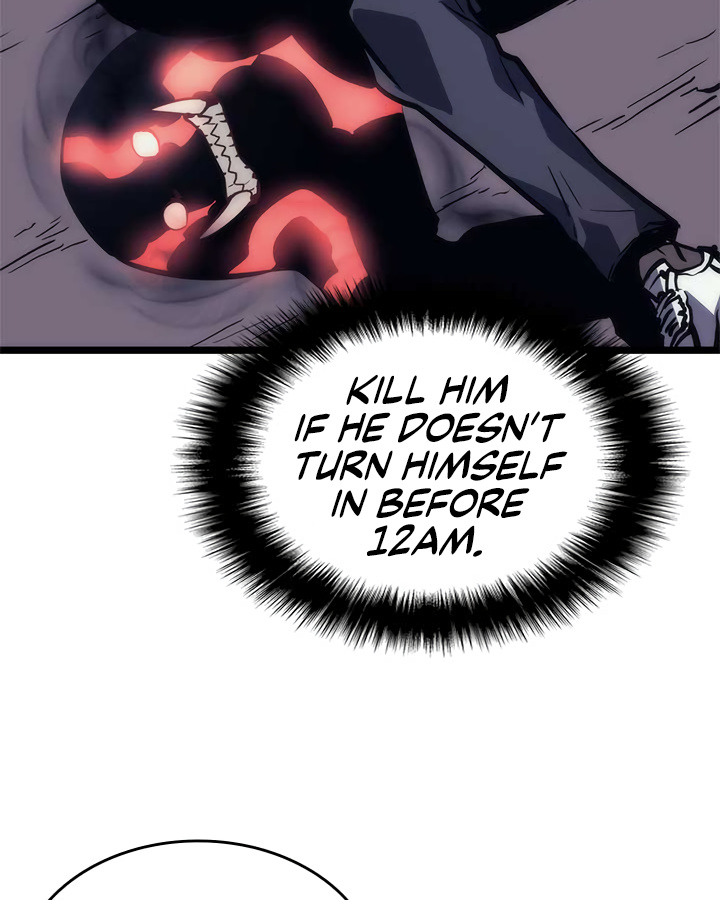 KILL HIM
IF HE DOESN'T
TURN HIMSELF
IN BEFORE
12AM.